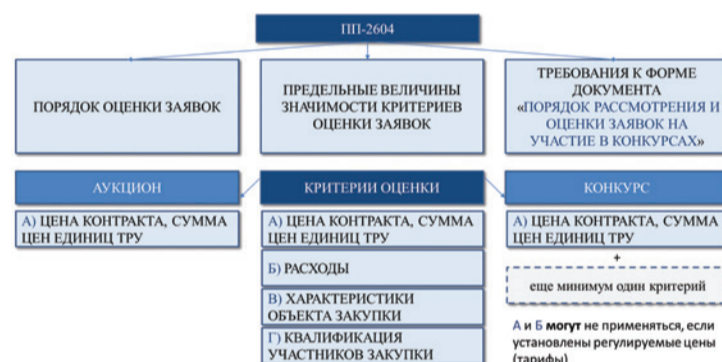 ПП-2604
ПОРЯДОК ОЦЕНКИ ЗАЯВОК
ПРЕДЕЛЬНЫЕ ВЕЛИЧИНЫ
ЗНАЧИМОСТИ КРИТЕРИЕВ
ОЦЕНКИ ЗАЯВОК
ТРЕБОВАНИЯ К ФОРМЕ
ДОКУМЕНТА
«ПОРЯДОК РАССМОТРЕНИЯ И
ОЦЕНКИ ЗАЯВОК НА
УЧАСТИЕ В КОНКУРСАХ»
АУКЦИОН
А) ЦЕНА КОНТРАКТА, СУММА
ЦЕН ЕДИНИЦ ТРУ
КРИТЕРИИ ОЦЕНКИ
А) ЦЕНА КОНТРАКТА, СУММА
ЦЕН ЕДИНИЦ ТРУ
Б) РАСХОДЫ
В) ХАРАКТЕРИСТИКИ
ОБЪЕКТА ЗАКУПКИ
Г) КВАЛИФИКАЦИЯ
УЧАСТНИКОВ ЗАКУПКИ
КОНКУРС
А) ЦЕНА КОНТРАКТА, СУММА
ЦЕН ЕДИНИЦ ТРУ
+
еще минимум один критерий
А и Б могут не применяться, если
установлены регулируемые цены
(тарифы)